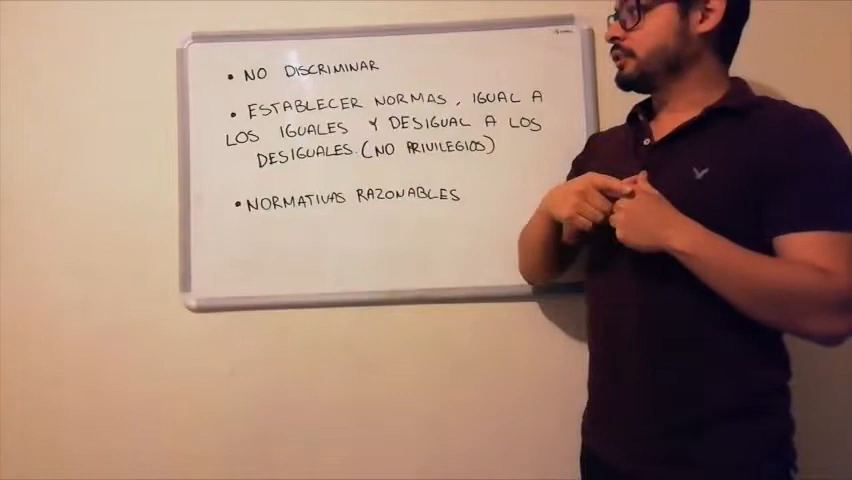 • NO DISCRIMINAR
• ESTABLECER NORMAS, IGUAL A
LOS IGUALES Y DESIGUAL A LOS
DESIGUALES. (NO PRIVILEGIOS)
• NORMATIVAS RAZONABLES